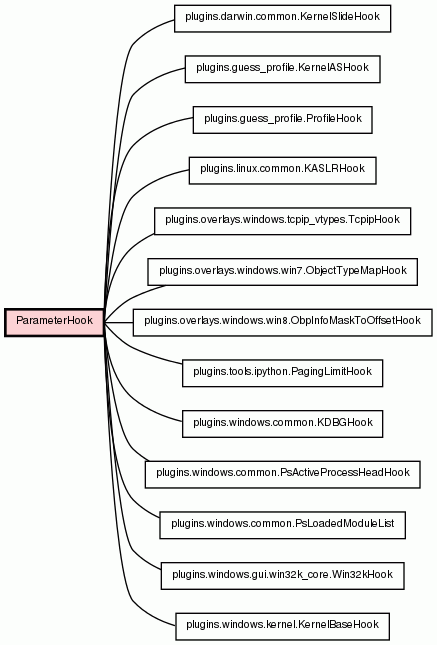 plugins.darwin.common.KernelSlideHook
plugins.guess_profile.KernelASHook
plugins.guess_profile.ProfileHook
plugins.linux.common.KASLRHook
plugins.overlays.windows.tcpip_vtypes.TcpipHook
plugins.overlays.windows.win7.ObjectTypeMapHook
ParameterHook
plugins.overlays.windows.win8.ObpInfoMaskToOffsetHook
plugins.tools.ipython.PagingLimitHook
plugins.windows.common.KDBGHook
plugins.windows.common.PsActiveProcessHeadHook
plugins.windows.common.PsLoadedModuleList
plugins.windows.gui.win32k_core.Win32kHook
plugins.windows.kernel.KernelBaseHook